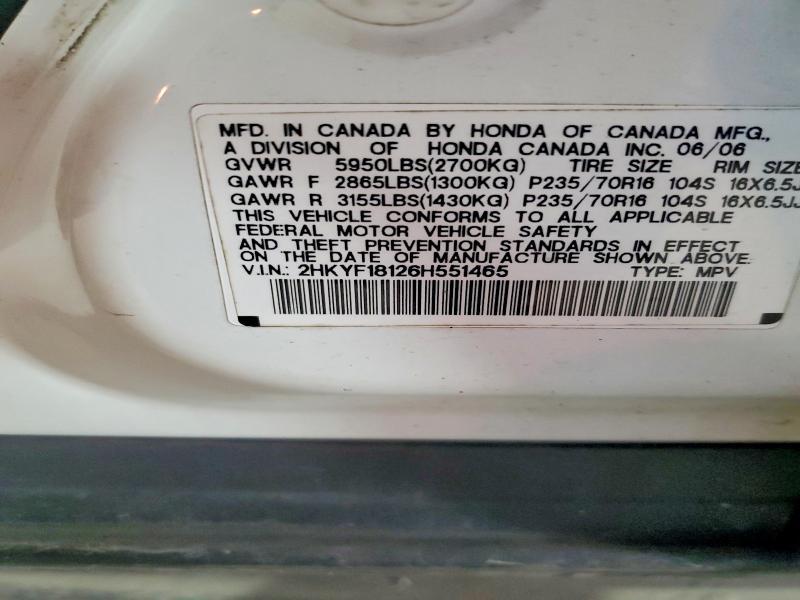 MFD. IN CANADA BY HONDA OF CANADA MFG.,
A DIVISION OF HONDA CANADA INC. 06/06
GVWR 5950LBS(2700KG) TIRE SIZE RIM SIZE
GAWR F 2865LBS(1300KG) P235/70R16 104S 16X6.5JJ
GAWR R 3155LBS(1430KG) P235/70R16 104S 16X6.5JJ
THIS VEHICLE CONFORMS TO ALL APPLICABLE
FEDERAL MOTOR VEHICLE SAFETY
AND THEFT PREVENTION STANDARDS IN EFFECT
ON THE DATE OF MANUFACTURE SHOWN ABOVE.
V.I.N.: 2HKYF18126H551465 TYPE: MPV